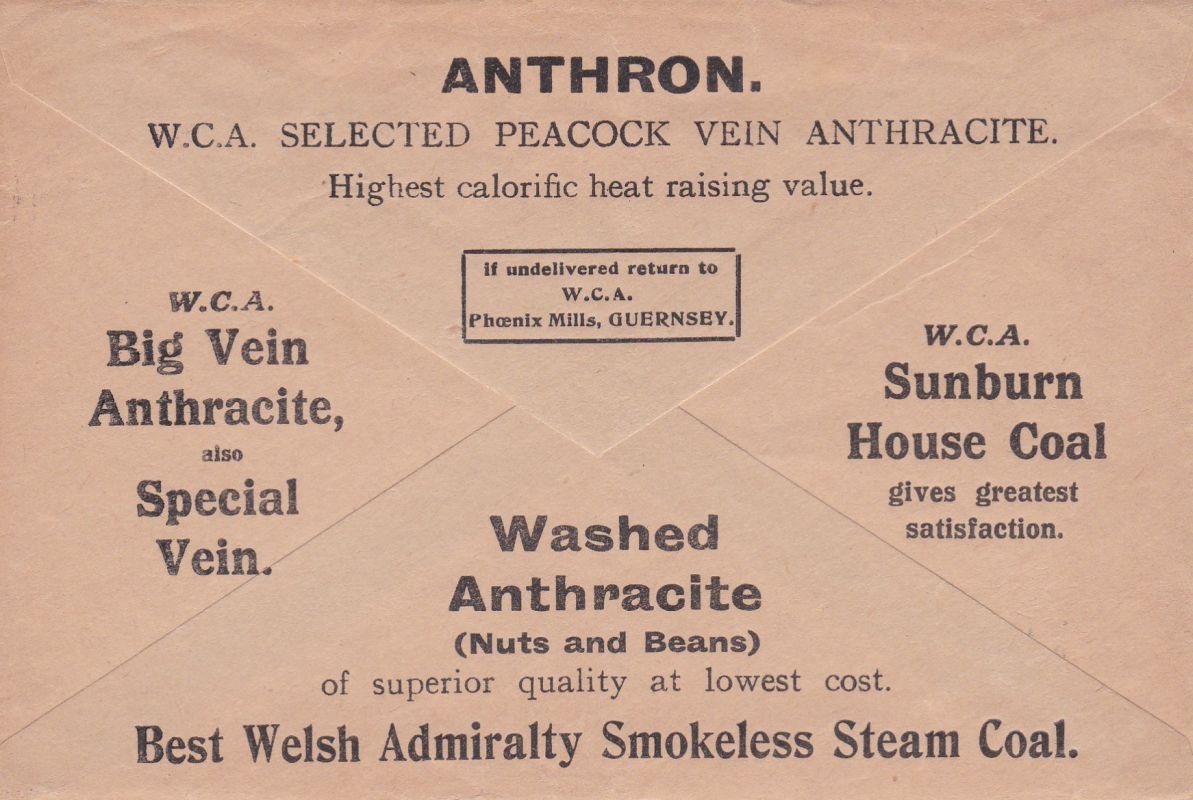 ANTHRON.
W.C.A. SELECTED PEACOCK VEIN ANTHRACITE.
Highest calorific heat raising value.
If undelivered return to
W.C.A.
Phœnix Mills, GUERNSEY.
W.C.A.
Big Vein
Anthracite,
also
Special
Vein.
W.C.A.
Sunburn
House Coal
gives greatest
satisfaction.
Washed
Anthracite
(Nuts and Beans)
of superior quality at lowest cost.
Best Welsh Admiralty Smokeless Steam Coal.